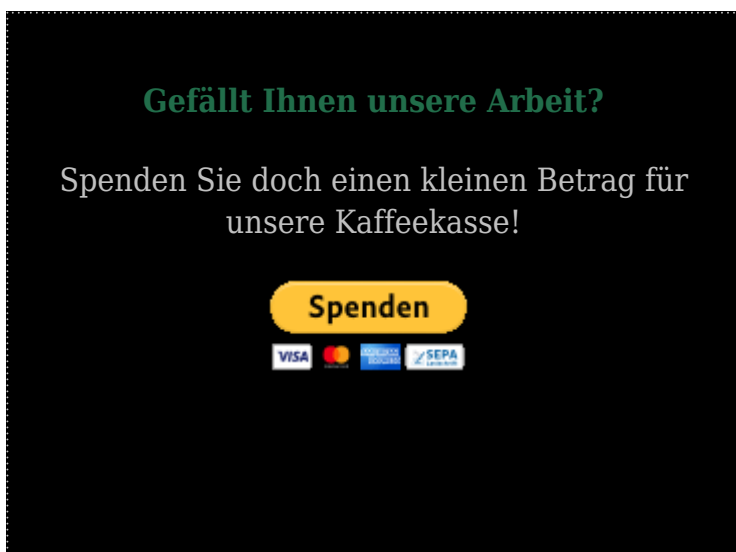 Gefällt Ihnen unsere Arbeit?
Spenden Sie doch einen kleinen Betrag für
unsere Kaffeekasse!
Spenden
VISA SEPA